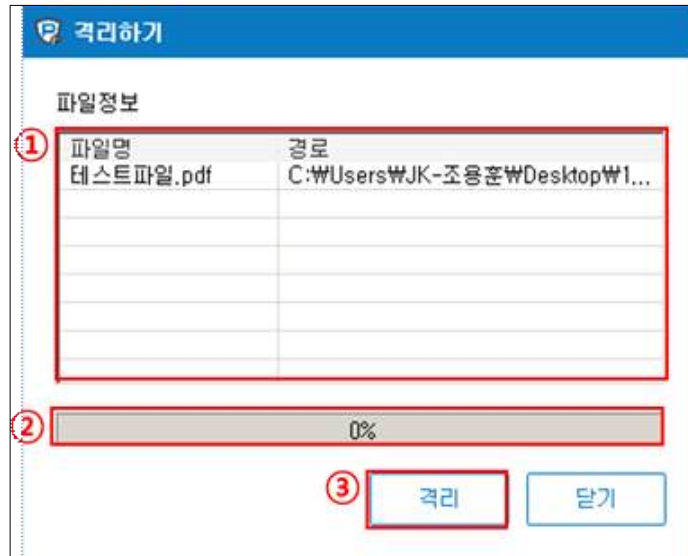 격리하기
파일정보
①
파일명 경로
테스트파일.pdf C:₩Users₩JK-조용훈₩Desktop₩1...
② 0%
③ 격리 닫기